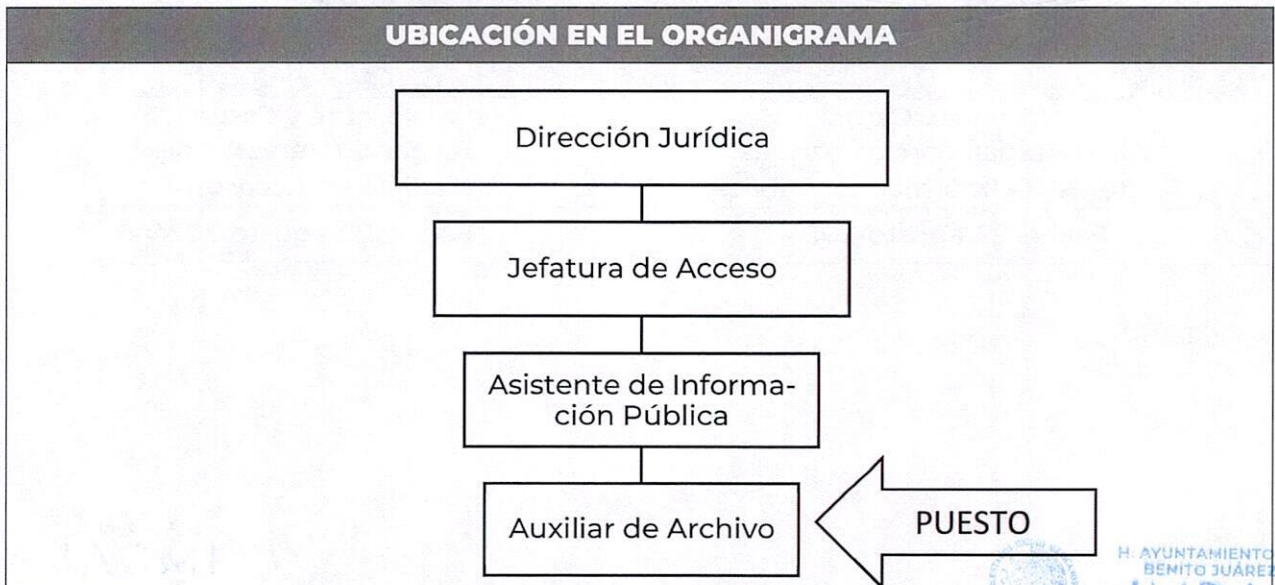 UBICACIÓN EN EL ORGANIGRAMA
Dirección Jurídica
Jefatura de Acceso
Asistente de Informa-
ción Pública
Auxiliar de Archivo
PUESTO
H. AYUNTAMIENTO
BENITO JUÁREZ